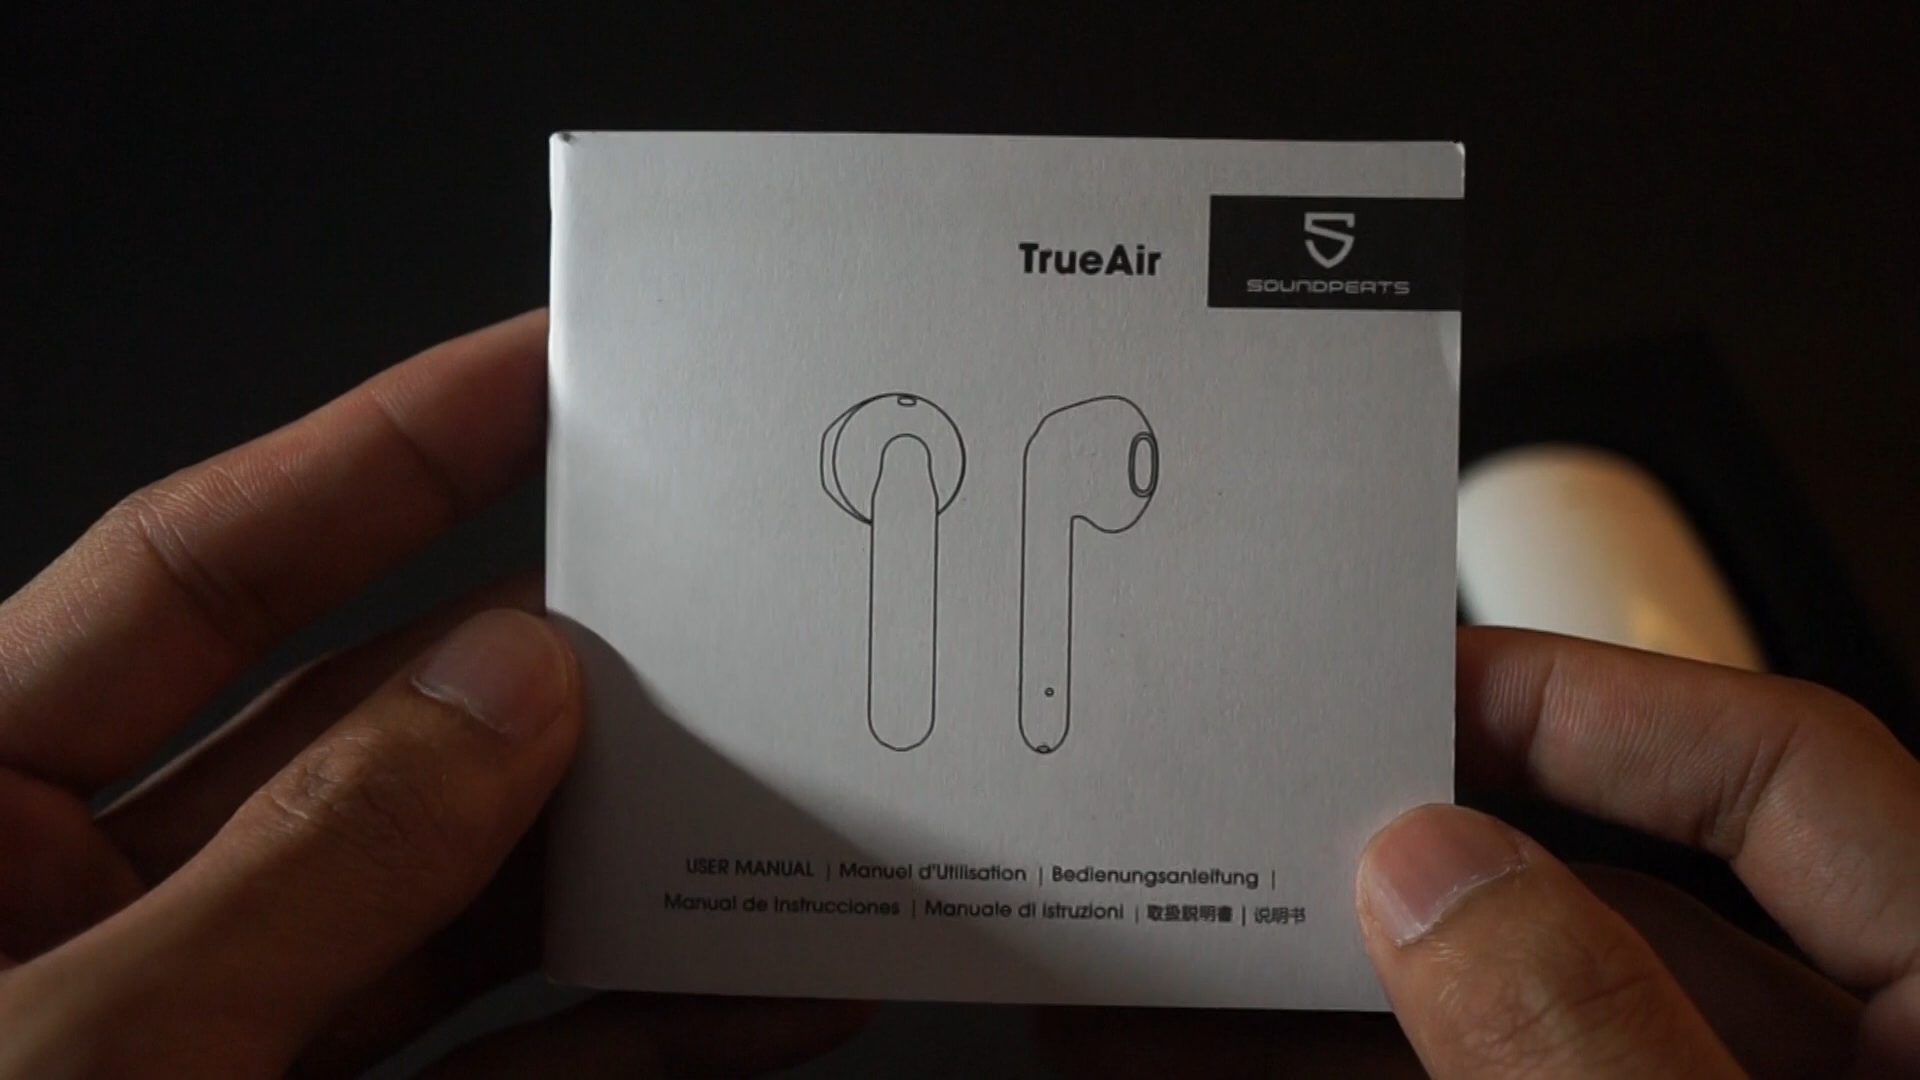 TrueAir
SOUNDPEATS
USER MANUAL | Manuel d'Utilisation | Bedienungsanleitung |
Manual de Instrucciones | Manuale di istruzioni | 取扱説明書 | 说明书